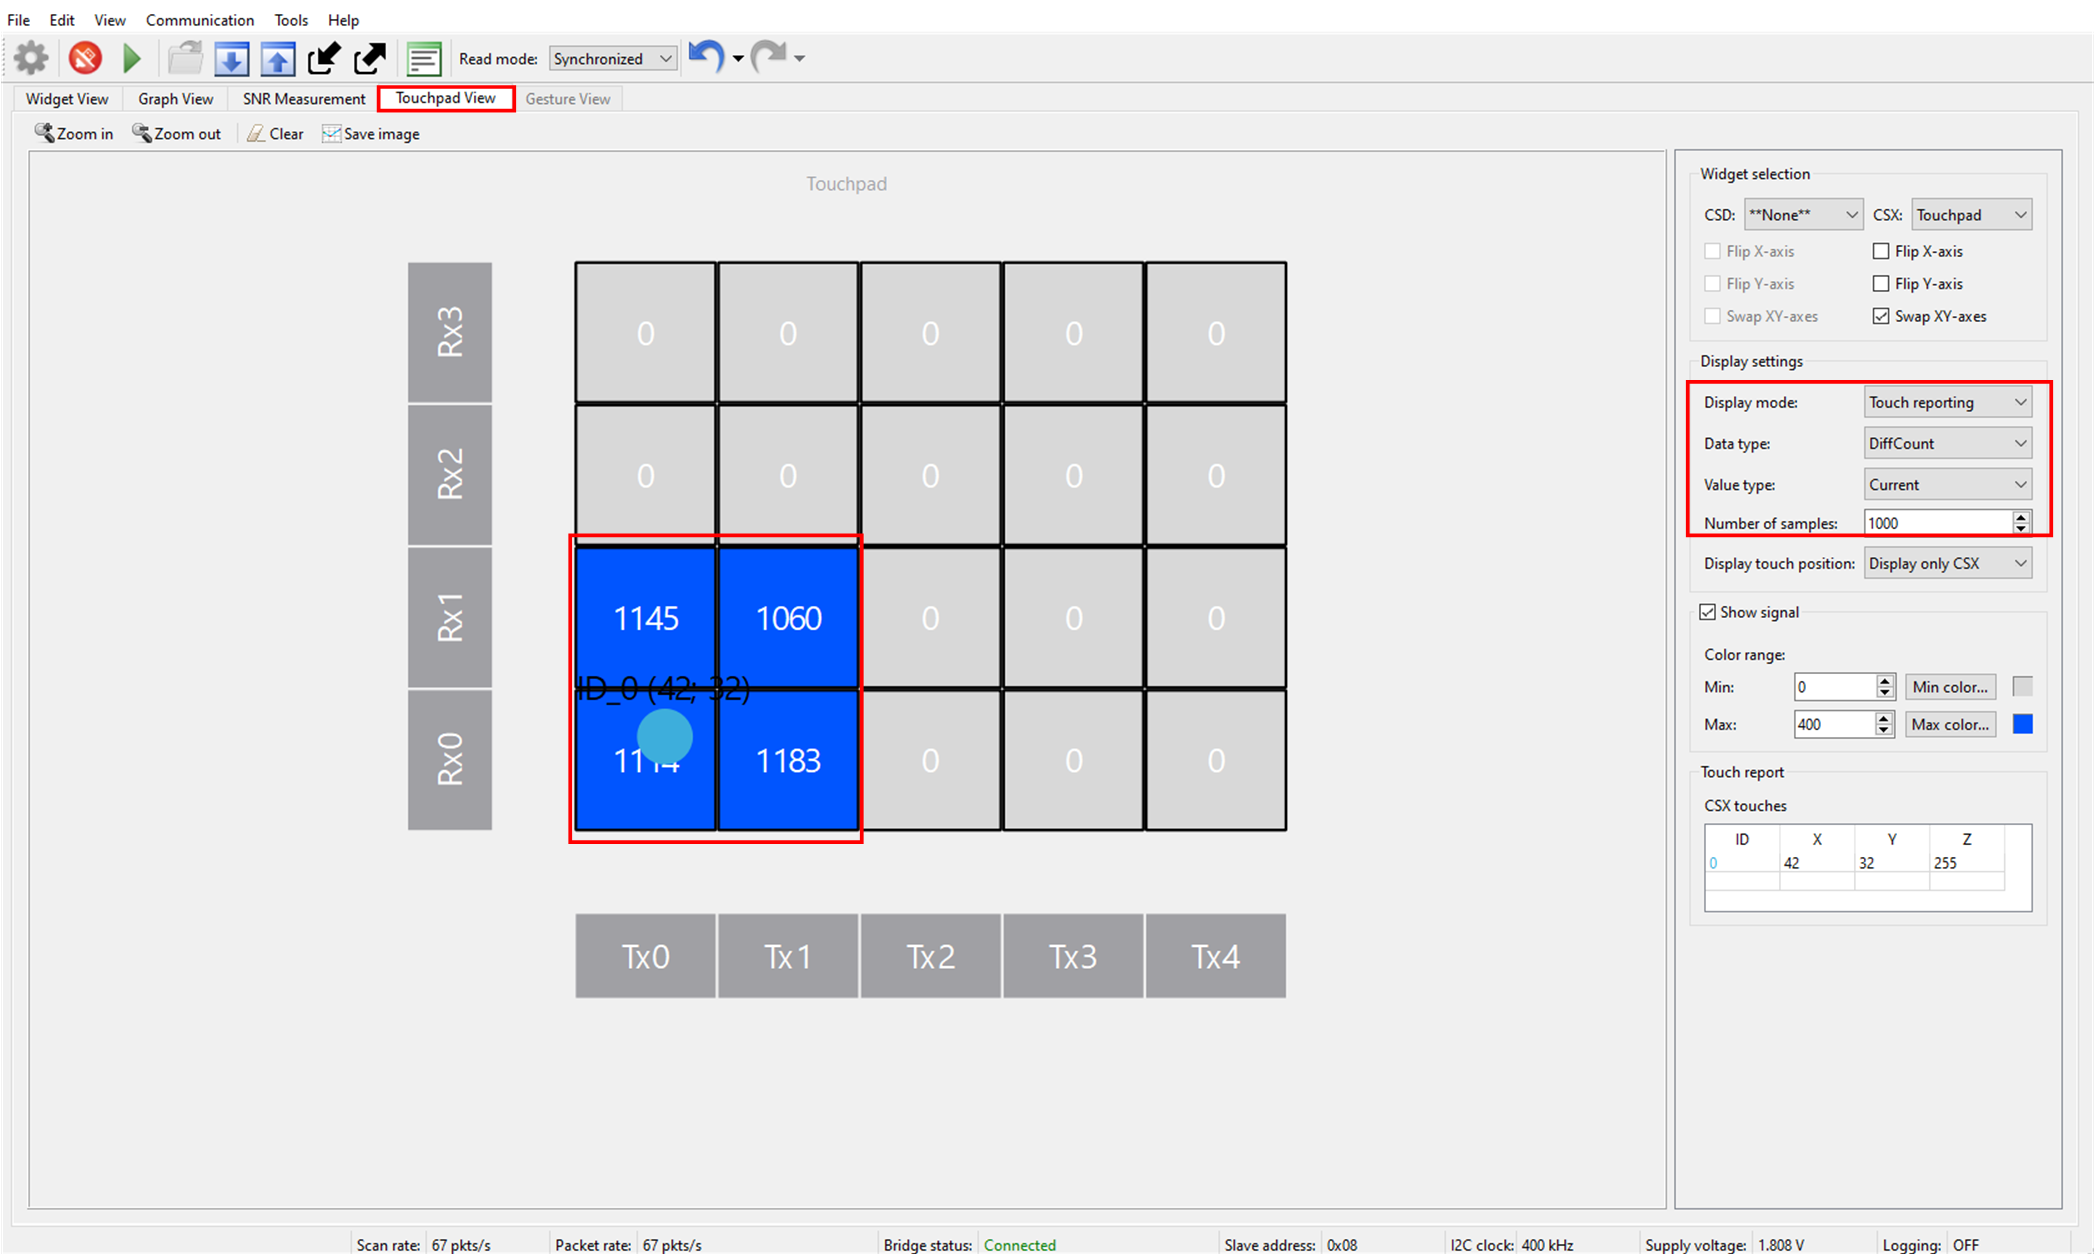 File Edit View Communication Tools Help
Read mode: Synchronized
Widget View Graph View SNR Measurement Touchpad View Gesture View
Zoom in Zoom out Clear Save image
Touchpad
Rx3 0 0 0 0 0
Rx2 0 0 0 0 0
Rx1 1145 1060 0 0 0
ID_0 (42; 32)
Rx0 1183 0 0 0
Tx0 Tx1 Tx2 Tx3 Tx4
Widget selection
CSD: **None** CSX: Touchpad
Flip X-axis Flip X-axis
Flip Y-axis Flip Y-axis
Swap XY-axes Swap XY-axes
Display settings
Display mode: Touch reporting
Data type: DiffCount
Value type: Current
Number of samples: 1000
Display touch position: Display only CSX
Show signal
Color range:
Min: 0 Min color...
Max: 400 Max color...
Touch report
CSX touches
ID X Y Z
0 42 32 255
Scan rate: 67 pkts/s Packet rate: 67 pkts/s Bridge status: Connected Slave address: 0x08 I2C clock: 400 kHz Supply voltage: 1.808 V Logging: OFF